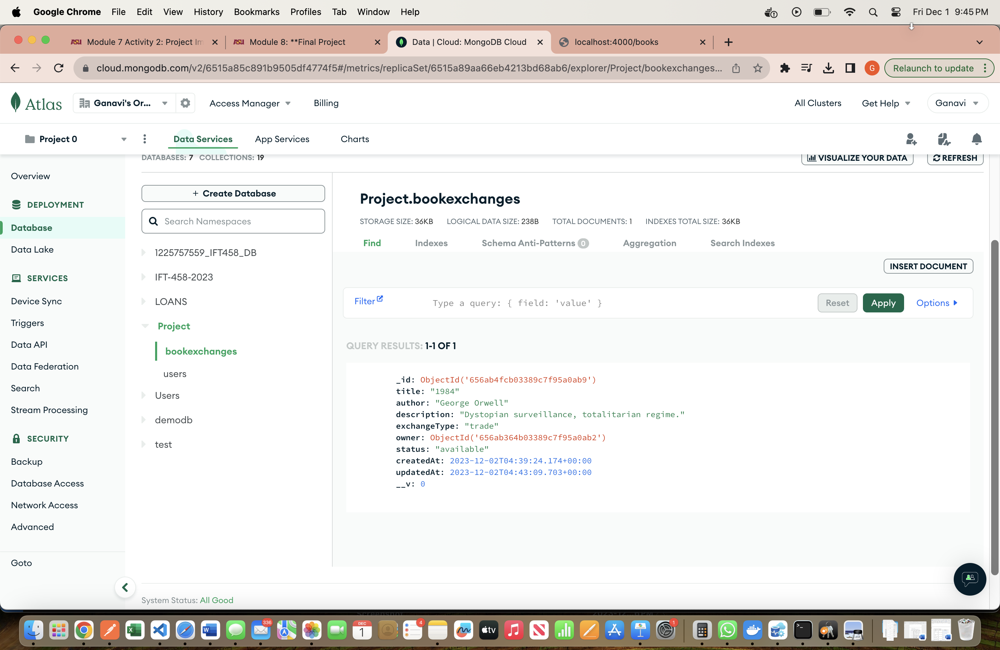 Google Chrome File Edit View History Bookmarks Profiles Tab Window Help Fri Dec 1 9:45 PM
ASU Module 7 Activity 2: Project Im ASU Module 8: **Final Project Data | Cloud: MongoDB Cloud localhost:4000/books
cloud.mongodb.com/v2/6515a85c891b9505df4774f5#/metrics/replicaSet/6515a89aa66eb4213bd68ab6/explorer/Project/bookexchanges... G Relaunch to update
Atlas Ganavi's Or... Access Manager Billing All Clusters Get Help Ganavi
Project 0 Data Services App Services Charts
DATABASES: 7 COLLECTIONS: 19 VISUALIZE YOUR DATA REFRESH
Overview
DEPLOYMENT
Database
Data Lake
SERVICES
Device Sync
Triggers
Data API
Data Federation
Search
Stream Processing
SECURITY
Backup
Database Access
Network Access
Advanced
Goto
+ Create Database
Search Namespaces
1225757559_IFT458_DB
IFT-458-2023
LOANS
Project
bookexchanges
users
Users
demodb
test
Project.bookexchanges
STORAGE SIZE: 36KB LOGICAL DATA SIZE: 238B TOTAL DOCUMENTS: 1 INDEXES TOTAL SIZE: 36KB
Find Indexes Schema Anti-Patterns 0 Aggregation Search Indexes
INSERT DOCUMENT
Filter Type a query: { field: 'value' } Reset Apply Options
QUERY RESULTS: 1-1 OF 1
_id: ObjectId('656ab4fcb03389c7f95a0ab9')
title: "1984"
author: "George Orwell"
description: "Dystopian surveillance, totalitarian regime."
exchangeType: "trade"
owner: ObjectId('656ab364b03389c7f95a0ab2')
status: "available"
createdAt: 2023-12-02T04:39:24.174+00:00
updatedAt: 2023-12-02T04:43:09.703+00:00
__v: 0
System Status: All Good
336 DEC 1 4 tv 1